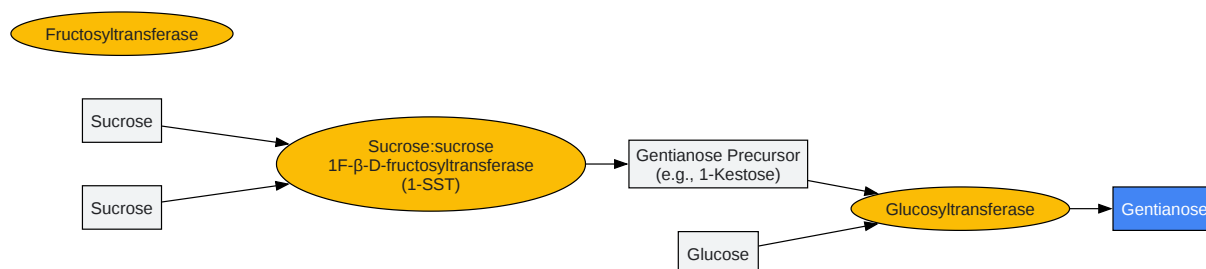 Fructosyltransferase
Sucrose
Sucrose
Sucrose:sucrose
1F-β-D-fructosyltransferase
(1-SST)
Gentianose Precursor
(e.g., 1-Kestose)
Glucose
Glucosyltransferase
Gentianose